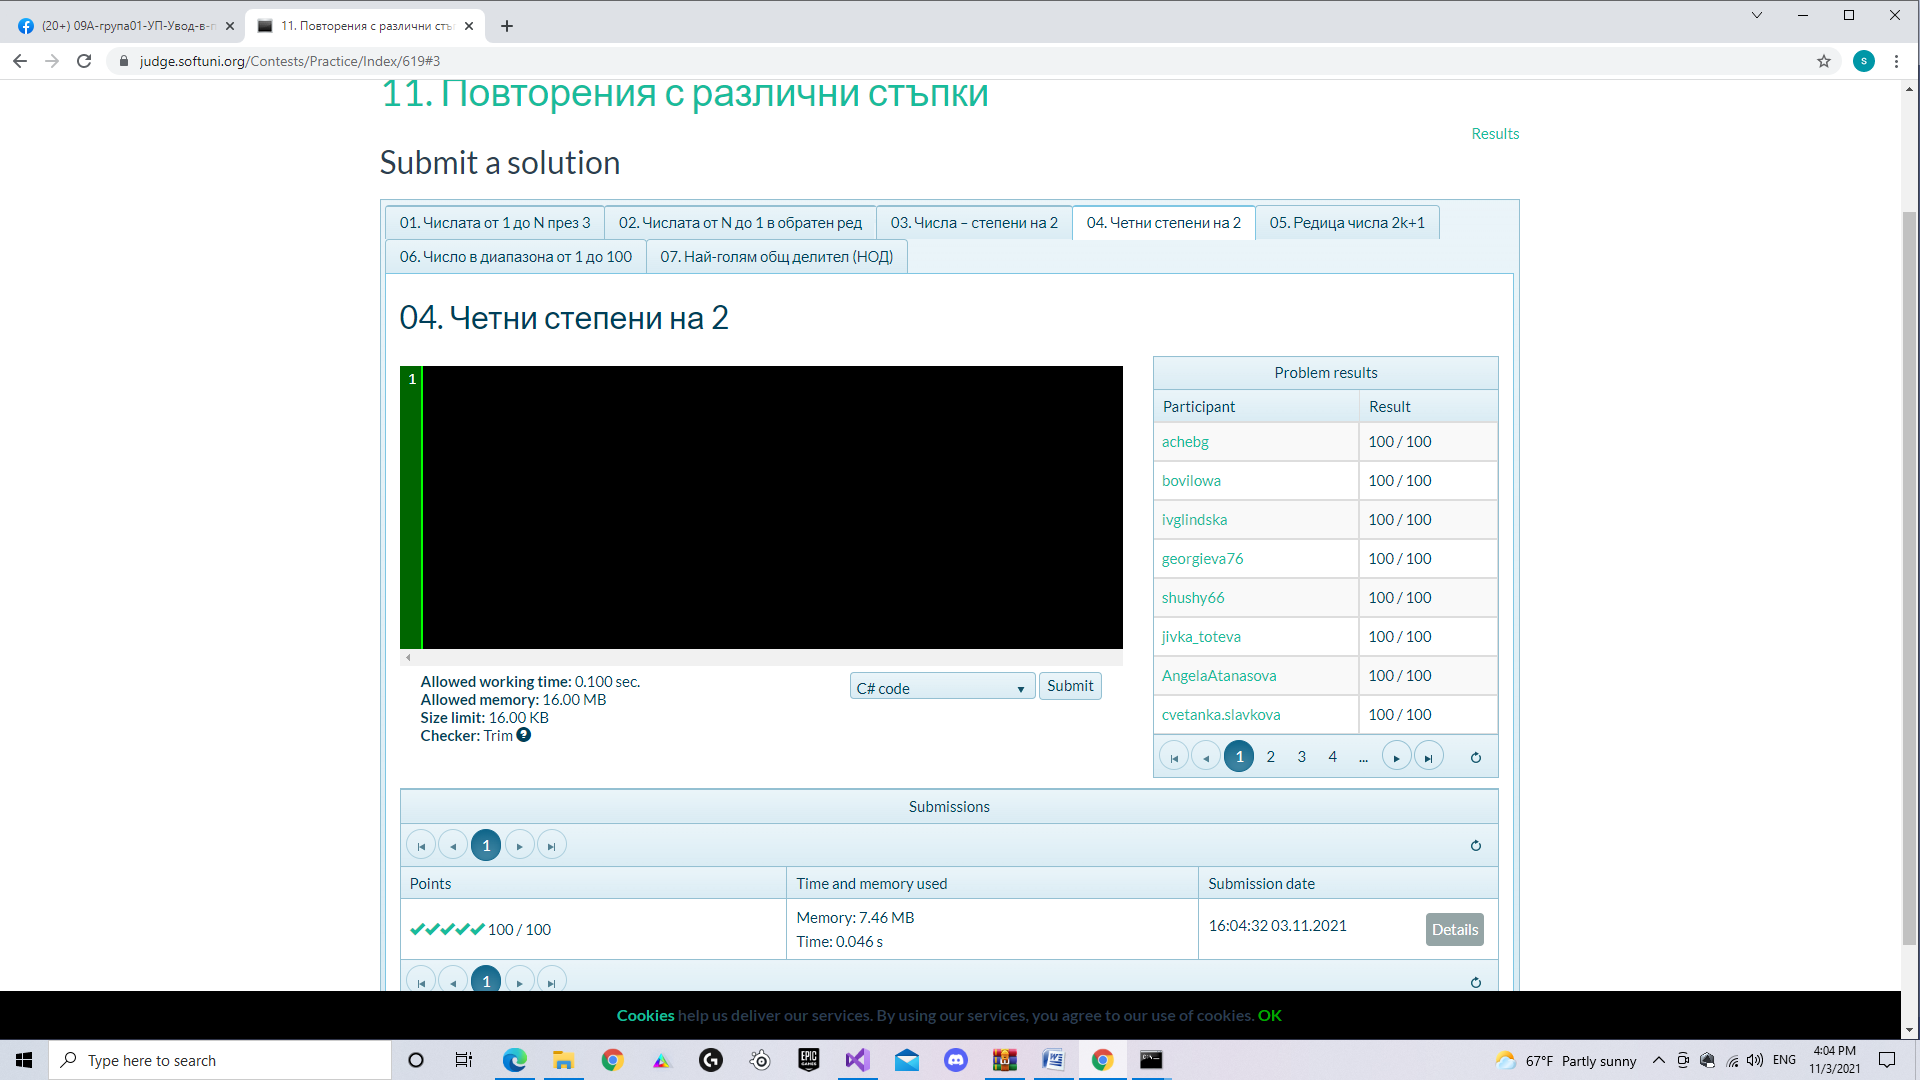 (20+) 09А-група01-УП-Увод-в-п
11. Повторения с различни стъ
judge.softuni.org/Contests/Practice/Index/619#3
S
11. Повторения с различни стъпки
Results
Submit a solution
01. Числата от 1 до N през 3
02. Числата от N до 1 в обратен ред
03. Числа – степени на 2
04. Четни степени на 2
05. Редица числа 2k+1
06. Число в диапазона от 1 до 100
07. Най-голям общ делител (НОД)
04. Четни степени на 2
1
Problem results
Participant Result
achebg 100 / 100
bovilowa 100 / 100
ivglindska 100 / 100
georgieva76 100 / 100
shushy66 100 / 100
jivka_toteva 100 / 100
AngelaAtanasova 100 / 100
cvetanka.slavkova 100 / 100
1 2 3 4 ...
Allowed working time: 0.100 sec.
Allowed memory: 16.00 MB
Size limit: 16.00 KB
Checker: Trim ?
C# code
Submit
Submissions
1
Points Time and memory used Submission date
100 / 100
Memory: 7.46 MB
Time: 0.046 s
16:04:32 03.11.2021
Details
1
Cookies help us deliver our services. By using our services, you agree to our use of cookies. OK
Type here to search
EPIC GAMES
67°F Partly sunny
ENG
4:04 PM
11/3/2021